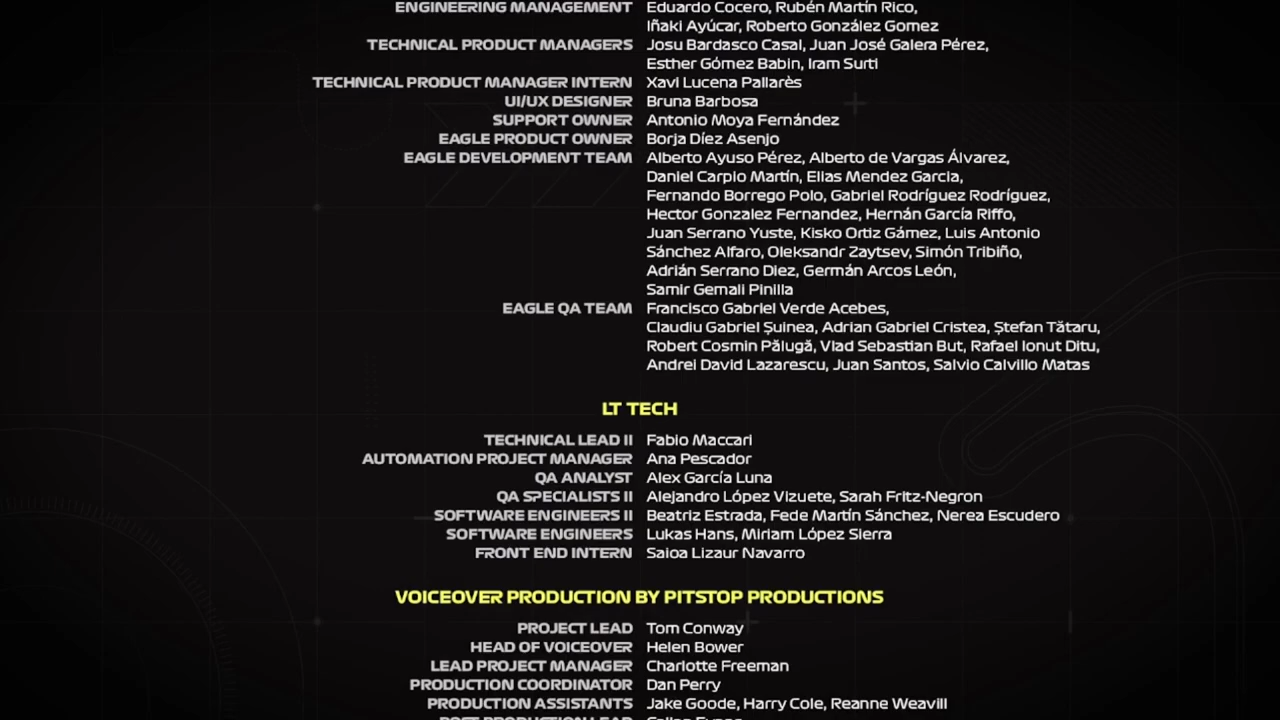 ENGINEERING MANAGEMENT Eduardo Cocero, Rubén Martín Rico,
Iñaki Ayúcar, Roberto González Gomez
TECHNICAL PRODUCT MANAGERS Josu Bardasco Casal, Juan José Galera Pérez,
Esther Gómez Babin, Iram Surti
TECHNICAL PRODUCT MANAGER INTERN Xavi Lucena Pallarès
UI/UX DESIGNER Bruna Barbosa
SUPPORT OWNER Antonio Moya Fernández
EAGLE PRODUCT OWNER Borja Díez Asenjo
EAGLE DEVELOPMENT TEAM Alberto Ayuso Pérez, Alberto de Vargas Álvarez,
Daniel Carpio Martín, Elias Mendez Garcia,
Fernando Borrego Polo, Gabriel Rodríguez Rodríguez,
Hector Gonzalez Fernandez, Hernán García Riffo,
Juan Serrano Yuste, Kisko Ortiz Gámez, Luis Antonio
Sánchez Alfaro, Oleksandr Zaytsev, Simón Tribiño,
Adrián Serrano Diez, Germán Arcos León,
Samir Gemali Pinilla
EAGLE QA TEAM Francisco Gabriel Verde Acebes,
Claudiu Gabriel Șuinea, Adrian Gabriel Cristea, Ștefan Tătaru,
Robert Cosmin Pălugă, Vlad Sebastian But, Rafael Ionut Ditu,
Andrei David Lazarescu, Juan Santos, Salvio Calvillo Matas
LT TECH
TECHNICAL LEAD II Fabio Maccari
AUTOMATION PROJECT MANAGER Ana Pescador
QA ANALYST Alex García Luna
QA SPECIALISTS II Alejandro López Vizuete, Sarah Fritz-Negron
SOFTWARE ENGINEERS II Beatriz Estrada, Fede Martín Sánchez, Nerea Escudero
SOFTWARE ENGINEERS Lukas Hans, Miriam López Sierra
FRONT END INTERN Saioa Lizaur Navarro
VOICEOVER PRODUCTION BY PITSTOP PRODUCTIONS
PROJECT LEAD Tom Conway
HEAD OF VOICEOVER Helen Bower
LEAD PROJECT MANAGER Charlotte Freeman
PRODUCTION COORDINATOR Dan Perry
PRODUCTION ASSISTANTS Jake Goode, Harry Cole, Reanne Weavill